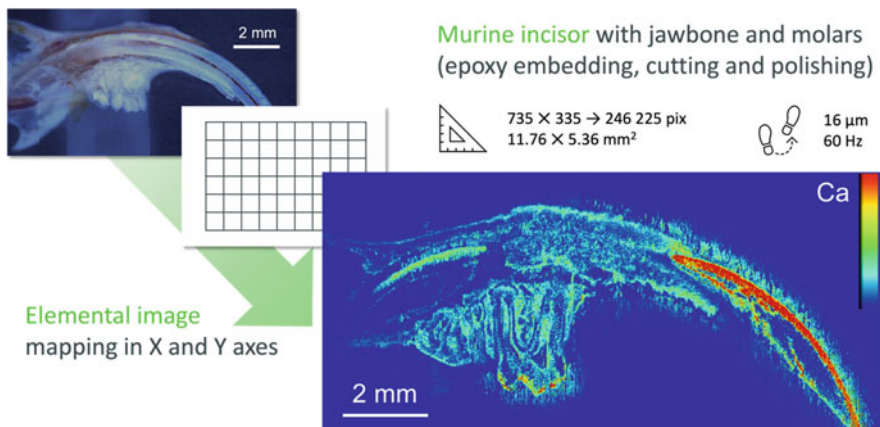 2 mm
Murine incisor with jawbone and molars
(epoxy embedding, cutting and polishing)
735 × 335 → 246 225 pix
11.76 × 5.36 mm²
16 µm
60 Hz
Ca
Elemental image
mapping in X and Y axes
2 mm